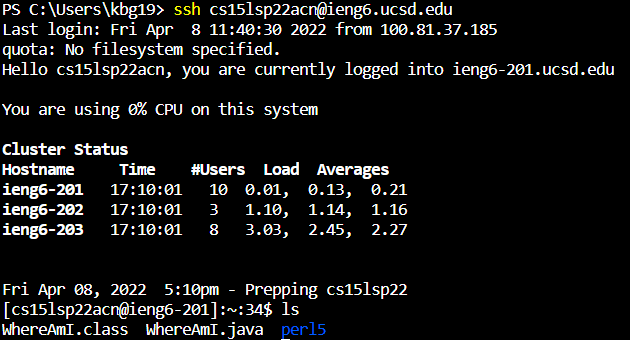 PS C:\Users\kbg19> ssh cs15lsp22acn@ieng6.ucsd.edu
Last login: Fri Apr  8 11:40:30 2022 from 100.81.37.185
quota: No filesystem specified.
Hello cs15lsp22acn, you are currently logged into ieng6-201.ucsd.edu
You are using 0% CPU on this system
Cluster Status
Hostname     Time    #Users  Load  Averages
ieng6-201   17:10:01   10  0.01,  0.13,  0.21
ieng6-202   17:10:01   3   1.10,  1.14,  1.16
ieng6-203   17:10:01   8   3.03,  2.45,  2.27
Fri Apr 08, 2022  5:10pm - Prepping cs15lsp22
[cs15lsp22acn@ieng6-201]:~:34$ ls
WhereAmI.class  WhereAmI.java  perl5